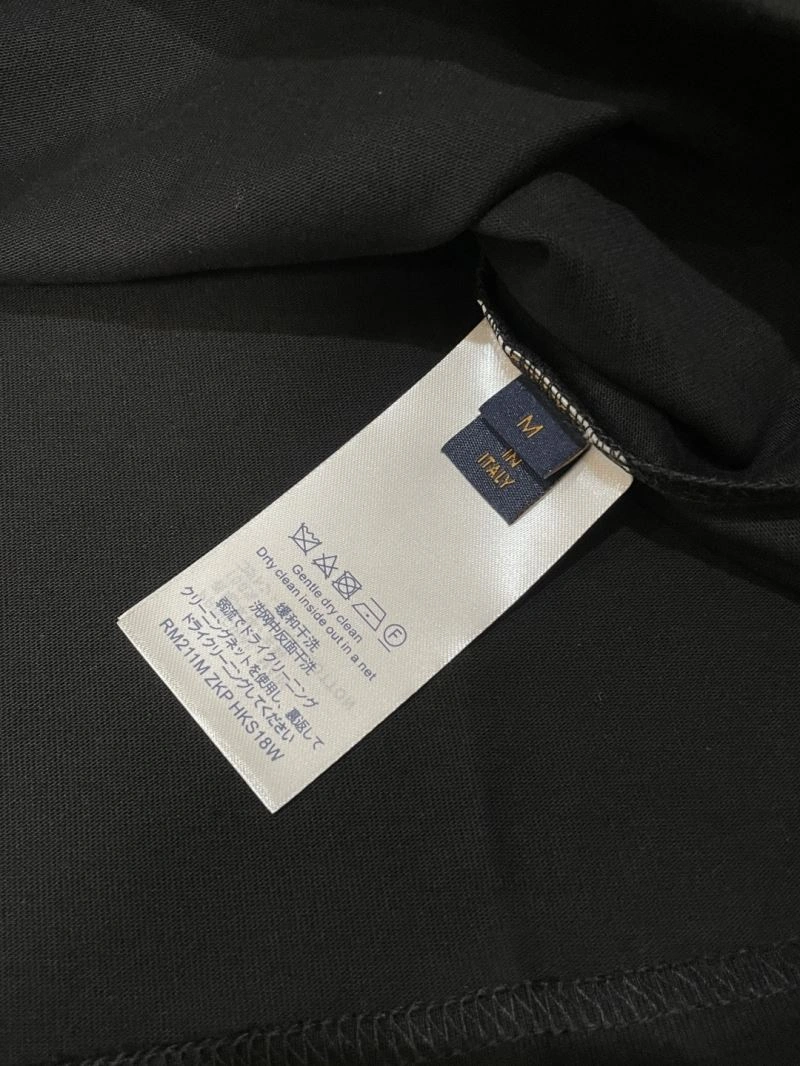 M
IN
ITALY
F
Gentle dry clean
Drty clean inside out in a net
缓和干洗
洗网中反面干洗
弱流でドライクリーニング
クリーニングネットを使用し、裏返して
ドライクリーニングしてください
RM211M ZKP HKS18W